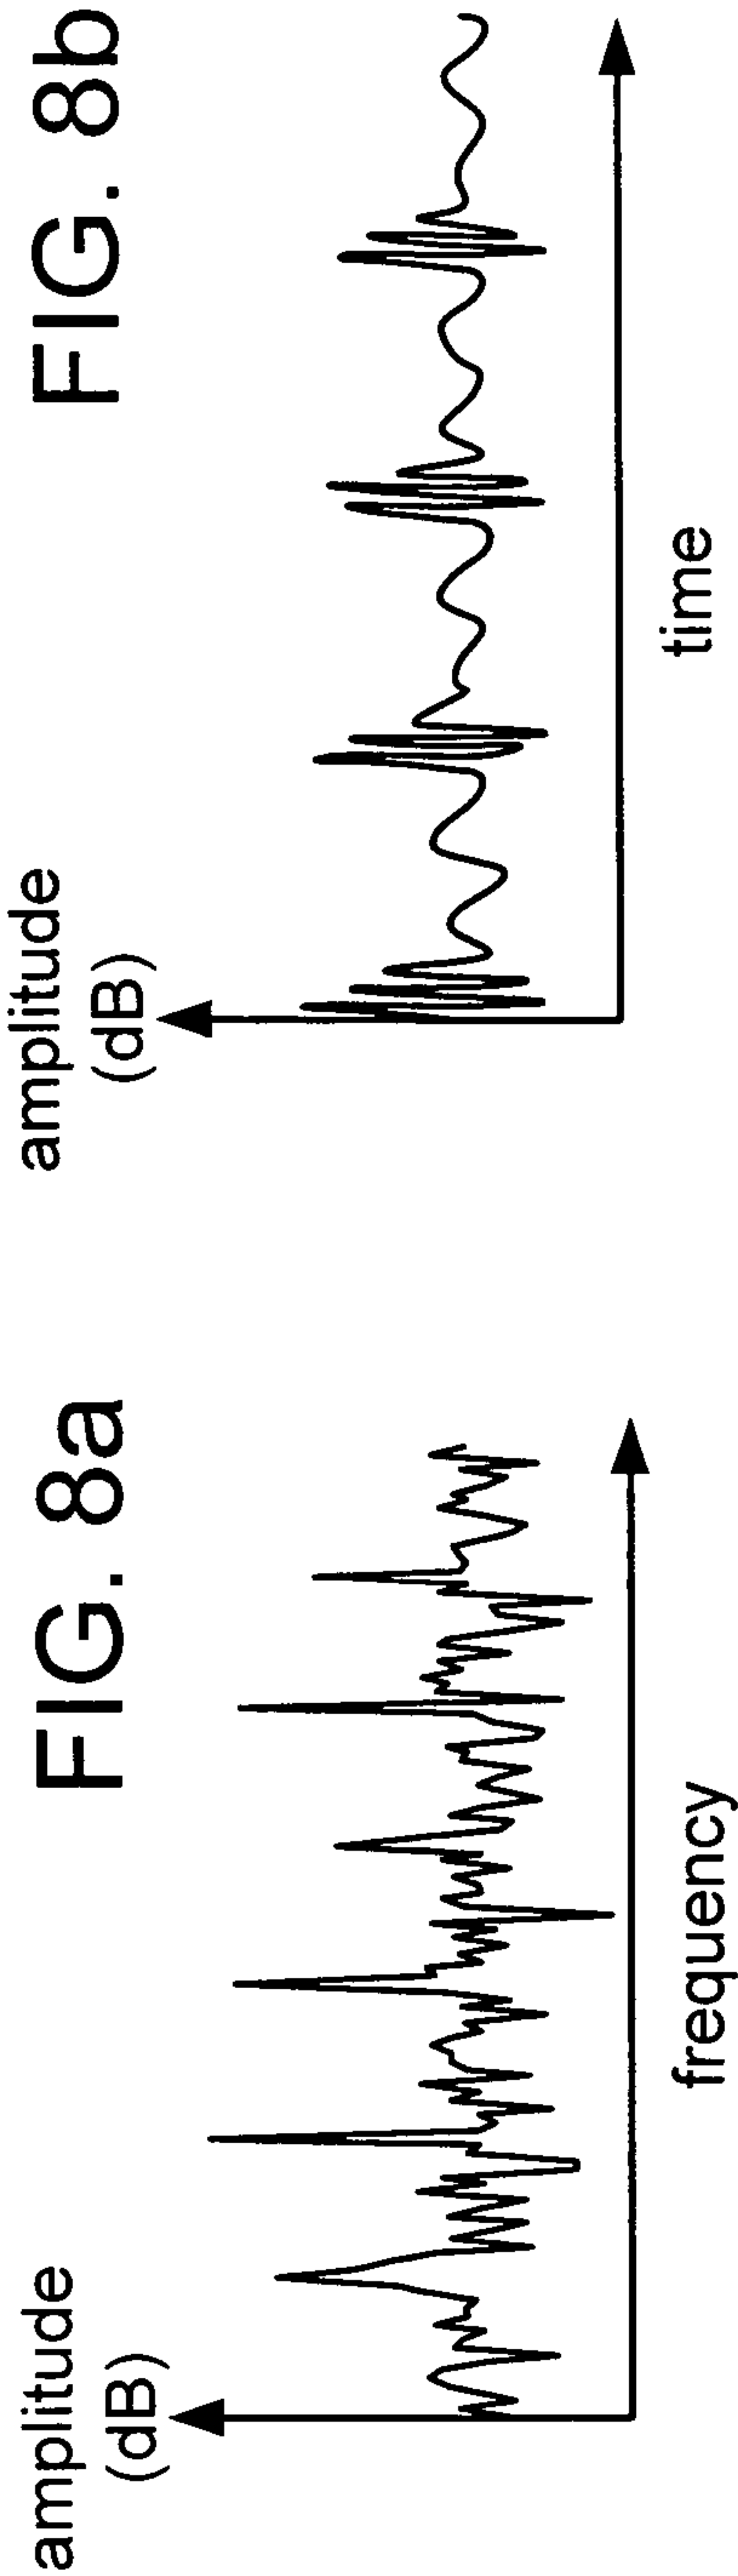 FIG. 8a
amplitude
(dB)
frequency
FIG. 8b
amplitude
(dB)
time